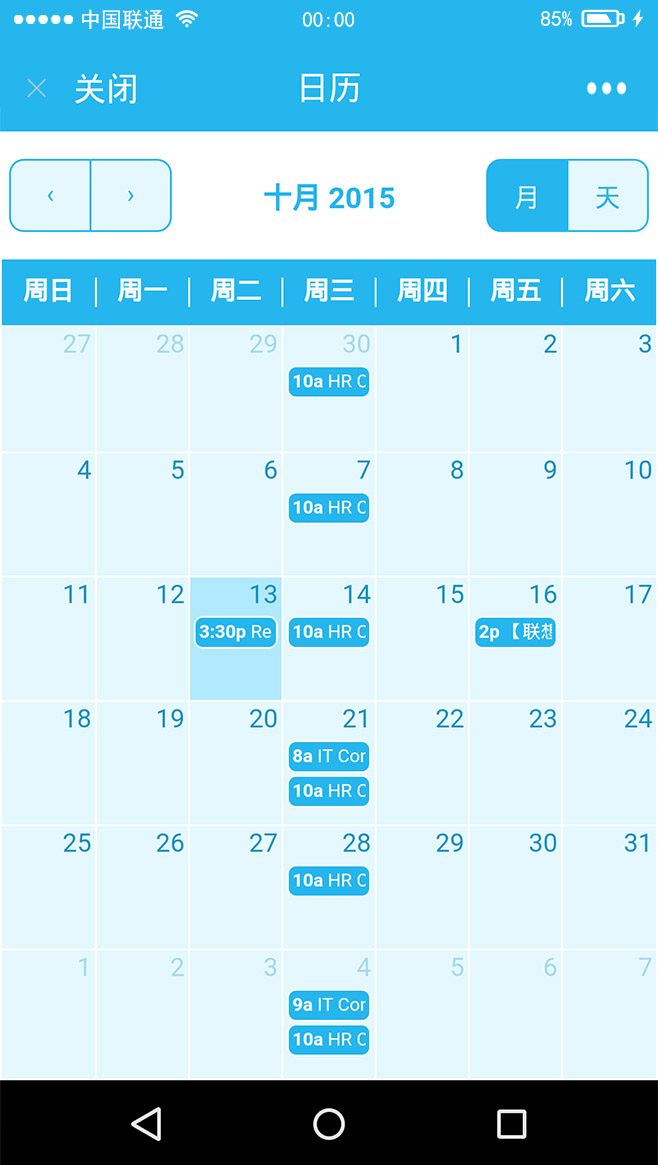 中国联通 00:00 85%
关闭 日历
‹ › 十月 2015 月 天
周日 周一 周二 周三 周四 周五 周六
27 28 29 30 1 2 3
10a HR C
4 5 6 7 8 9 10
10a HR C
11 12 13 14 15 16 17
3:30p Re 10a HR C 2p 【联想
18 19 20 21 22 23 24
8a IT Cor
10a HR C
25 26 27 28 29 30 31
10a HR C
1 2 3 4 5 6 7
9a IT Cor
10a HR C